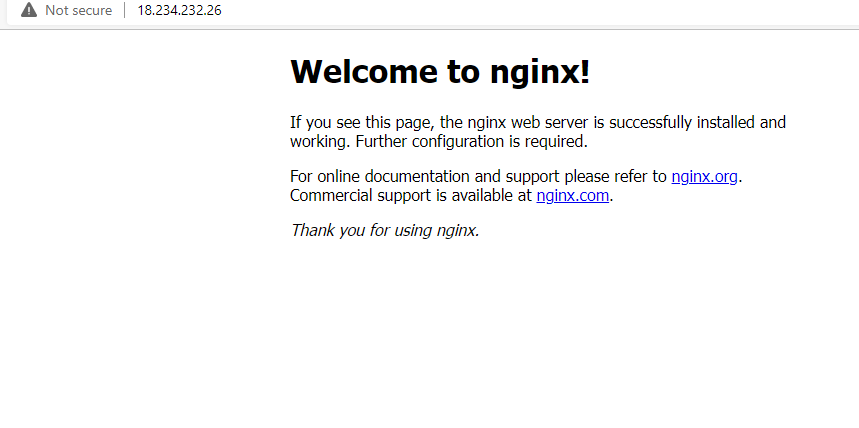 Not secure 18.234.232.26
Welcome to nginx!
If you see this page, the nginx web server is successfully installed and
working. Further configuration is required.
For online documentation and support please refer to nginx.org.
Commercial support is available at nginx.com.
Thank you for using nginx.